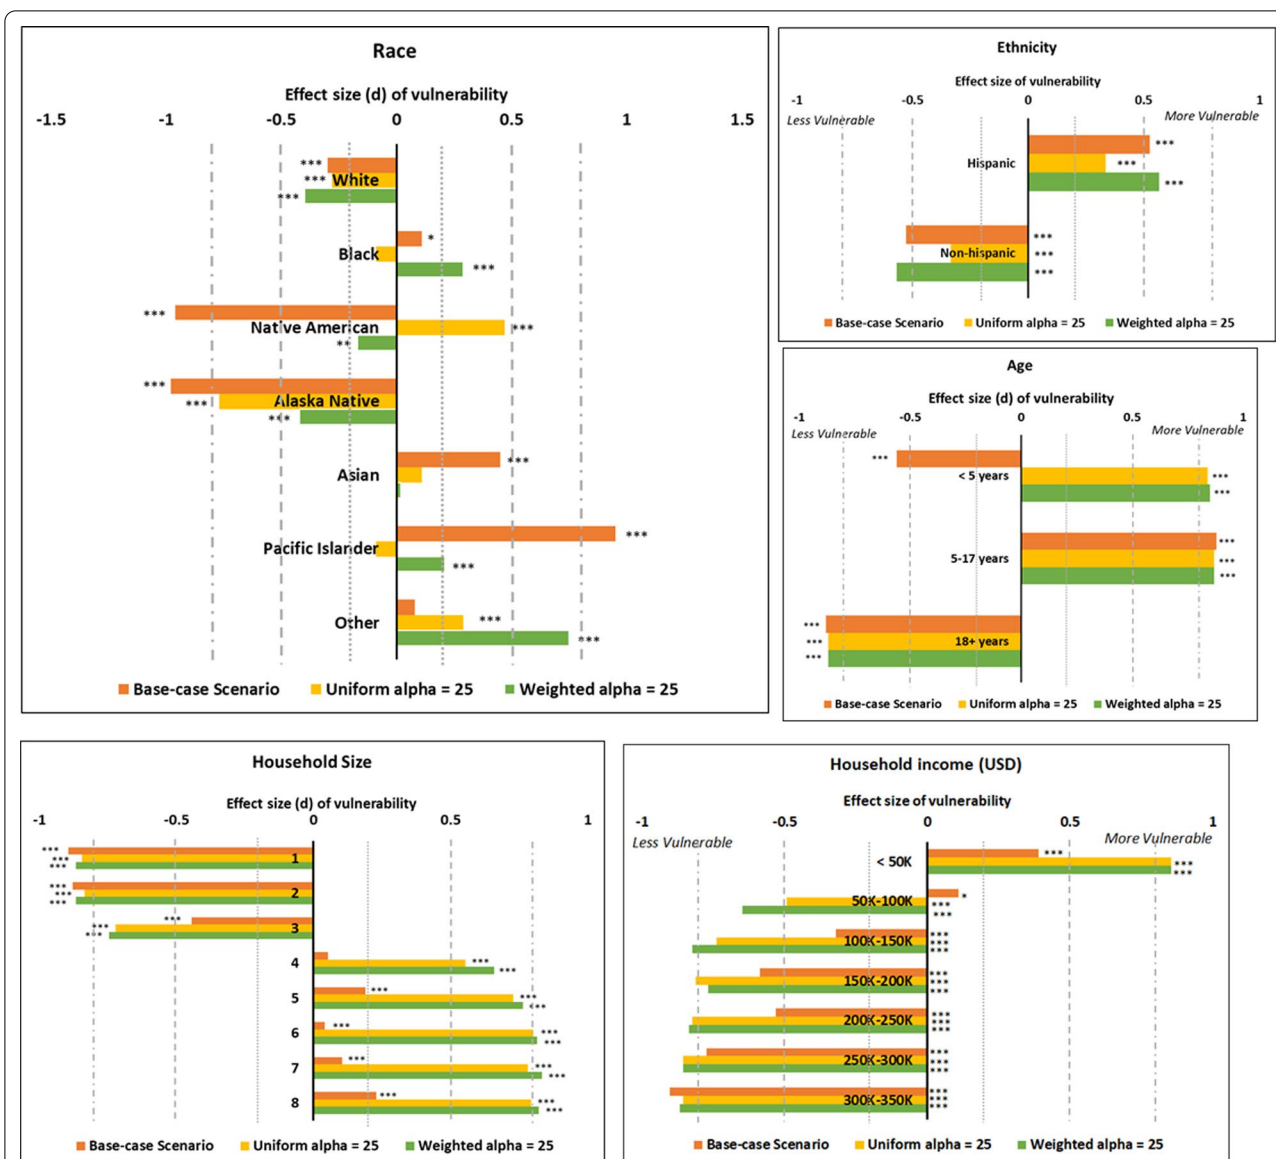 Race
Effect size (d) of vulnerability
-1.5 -1 -0.5 0 0.5 1 1.5
*** 
*** White
***
Black *
***
***
Native American ***
**
***
*** Alaska Native
***
Asian ***
Pacific Islander ***
***
Other ***
***
Base-case Scenario Uniform alpha = 25 Weighted alpha = 25
Ethnicity
Effect size of vulnerability
-1 -0.5 0 0.5 1
Less Vulnerable More Vulnerable
***
Hispanic ***
***
***
Non-hispanic ***
***
Base-case Scenario Uniform alpha = 25 Weighted alpha = 25
Age
Effect size (d) of vulnerability
-1 -0.5 0 0.5 1
Less Vulnerable More Vulnerable
***
< 5 years ***
***
***
5-17 years ***
***
***
*** 18+ years
***
Base-case Scenario Uniform alpha = 25 Weighted alpha = 25
Household Size
Effect size (d) of vulnerability
-1 -0.5 0 0.5 1
***
*** 1
***
***
*** 2
***
***
*** 3
***
4 ***
***
***
5 ***
***
***
6 ***
***
***
7 ***
***
***
8 ***
***
Base-case Scenario Uniform alpha = 25 Weighted alpha = 25
Household income (USD)
Effect size of vulnerability
-1 -0.5 0 0.5 1
Less Vulnerable More Vulnerable
***
< 50K ***
***
*
50K-100K ***
***
***
100K-150K ***
***
***
150K-200K ***
***
***
200K-250K ***
***
***
250K-300K ***
***
***
300K-350K ***
***
Base-case Scenario Uniform alpha = 25 Weighted alpha = 25